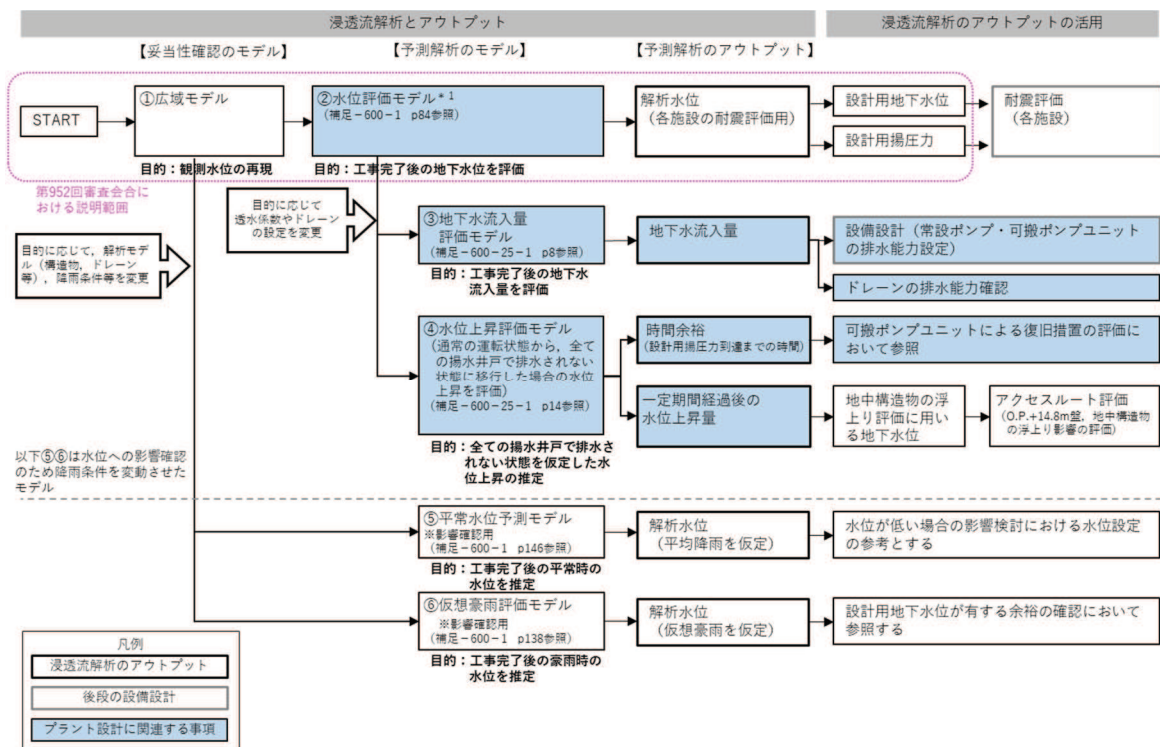 浸透流解析とアウトプット
浸透流解析のアウトプットの活用
【妥当性確認のモデル】
【予測解析のモデル】
【予測解析のアウトプット】
START
①広域モデル
目的：観測水位の再現
②水位評価モデル＊1
(補足－600－1 p84参照)
目的：工事完了後の地下水位を評価
解析水位
(各施設の耐震評価用)
設計用地下水位
設計用揚圧力
耐震評価
(各施設)
第952回審査会合に
おける説明範囲
目的に応じて，解析モデ
ル（構造物，ドレーン
等），降雨条件等を変更
目的に応じて
透水係数やドレーン
の設定を変更
③地下水流入量
評価モデル
(補足－600－25－1 p8参照)
目的：工事完了後の地下水
流入量を評価
地下水流入量
設備設計（常設ポンプ・可搬ポンプユニット
の排水能力設定）
ドレーンの排水能力確認
④水位上昇評価モデル
(通常の運転状態から，全て
の揚水井戸で排水されない
状態に移行した場合の水位
上昇を評価)
(補足－600－25－1 p14参照)
目的：全ての揚水井戸で排水さ
れない状態を仮定した水
位上昇の推定
時間余裕
(設計用揚圧力到達までの時間)
可搬ポンプユニットによる復旧措置の評価に
おいて参照
一定期間経過後の
水位上昇量
地中構造物の浮
上り評価に用い
る地下水位
アクセスルート評価
(O.P.+14.8m盤，地中構造物
の浮上り影響の評価)
以下⑤⑥は水位への影響確認
のため降雨条件を変動させた
モデル
⑤平常水位予測モデル
※影響確認用
(補足－600－1 p146参照)
目的：工事完了後の平常時の
水位を推定
解析水位
(平均降雨を仮定)
水位が低い場合の影響検討における水位設定
の参考とする
⑥仮想豪雨評価モデル
※影響確認用
(補足－600－1 p138参照)
目的：工事完了後の豪雨時の
水位を推定
解析水位
(仮想豪雨を仮定)
設計用地下水位が有する余裕の確認において
参照する
凡例
浸透流解析のアウトプット
後段の設備設計
プラント設計に関連する事項